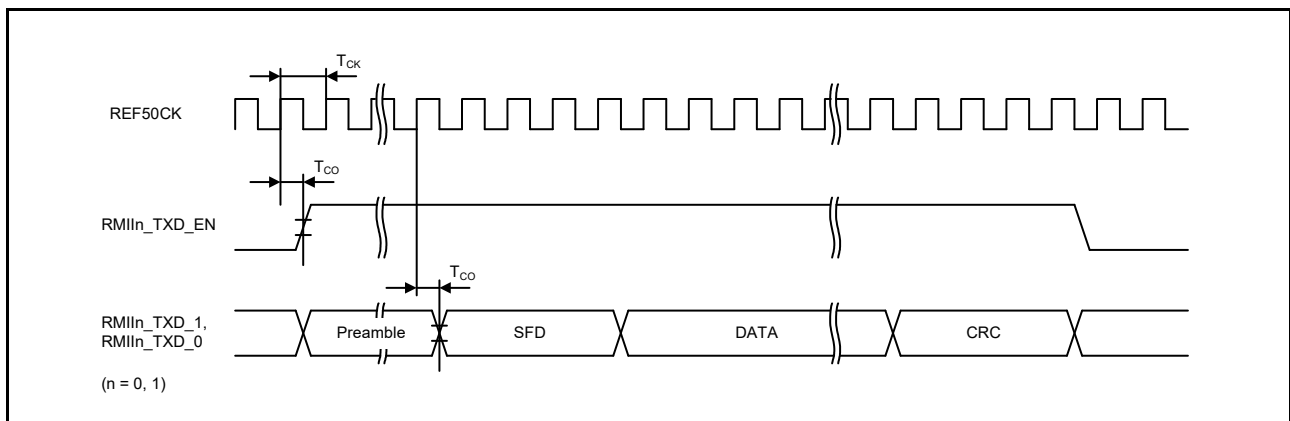 T_CK
REF50CK
T_CO
RMIIn_TXD_EN
T_CO
RMIIn_TXD_1,
RMIIn_TXD_0
Preamble SFD DATA CRC
(n = 0, 1)